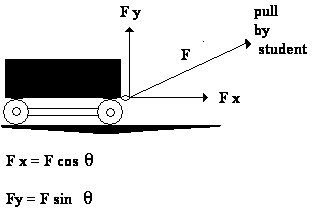 F y
pull
by
student
F
F x
F x = F cos θ
Fy = F sin θ